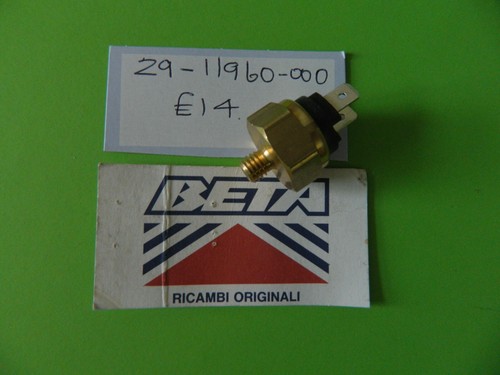 29-11960-000
£14.
BETA
RICAMBI ORIGINALI